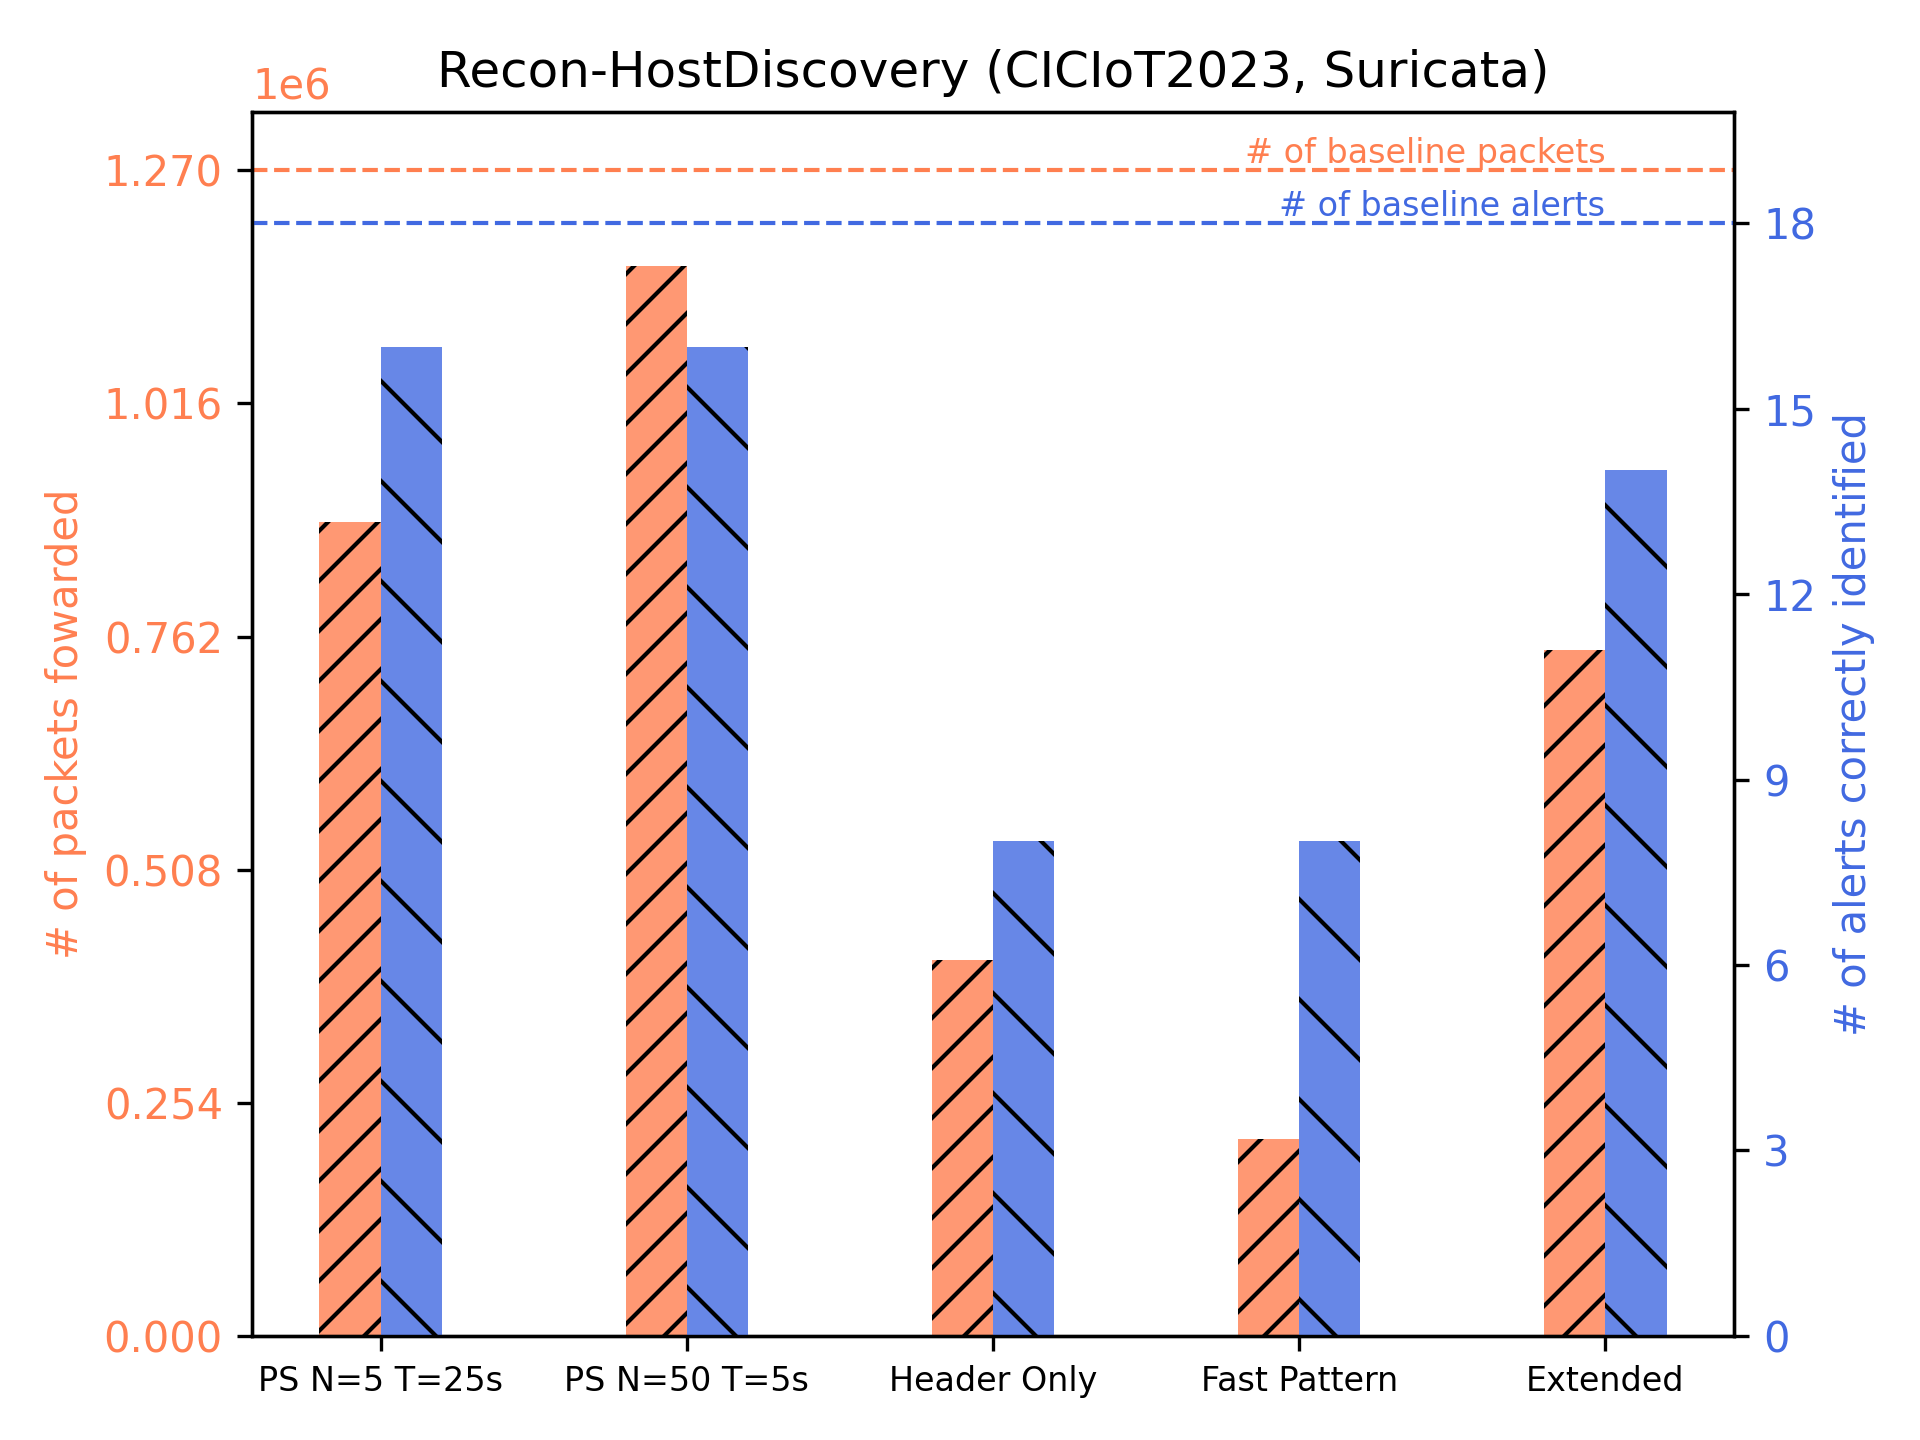 Recon-HostDiscovery (CICIoT2023, Suricata)
1e6
# of baseline packets
# of baseline alerts
1.270
1.016
0.762
0.508
0.254
0.000
# of packets fowarded
18
15
12
9
6
3
0
# of alerts correctly identified
PS N=5 T=25s
PS N=50 T=5s
Header Only
Fast Pattern
Extended